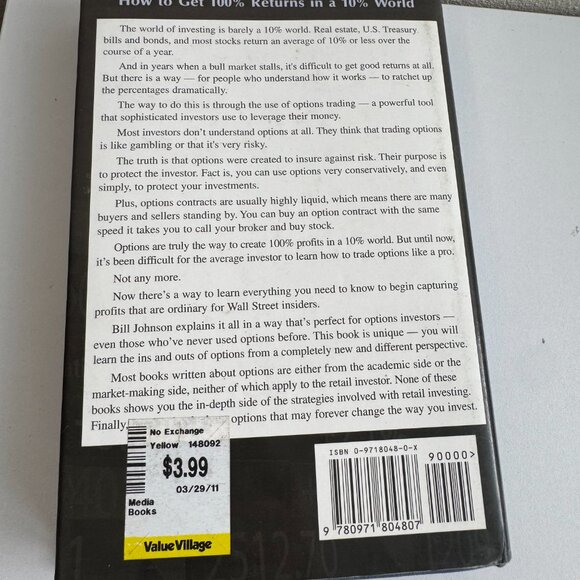 How to Get 100% Returns in a 10% World
The world of investing is barely a 10% world. Real estate, U.S. Treasury
bills and bonds, and most stocks return an average of 10% or less over the
course of a year.
And in years when a bull market stalls, it's difficult to get good returns at all.
But there is a way — for people who understand how it works — to ratchet up
the percentages dramatically.
The way to do this is through the use of options trading — a powerful tool
that sophisticated investors use to leverage their money.
Most investors don't understand options at all. They think that trading options
is like gambling or that it's very risky.
The truth is that options were created to insure against risk. Their purpose is
to protect the investor. Fact is, you can use options very conservatively, and even
simply, to protect your investments.
Plus, options contracts are usually highly liquid, which means there are many
buyers and sellers standing by. You can buy an option contract with the same
speed it takes you to call your broker and buy stock.
Options are truly the way to create 100% profits in a 10% world. But until now,
it's been difficult for the average investor to learn how to trade options like a pro.
Not any more.
Now there's a way to learn everything you need to know to begin capturing
profits that are ordinary for Wall Street insiders.
Bill Johnson explains it all in a way that's perfect for options investors —
even those who've never used options before. This book is unique — you will
learn the ins and outs of options from a completely new and different perspective.
Most books written about options are either from the academic side or the
market-making side, neither of which apply to the retail investor. None of these
books shows you the in-depth side of the strategies involved with retail investing.
Finally options that may forever change the way you invest.
No Exchange
Yellow 148092
$3.99
03/29/11
Media
Books
Value Village
ISBN 0-9718048-0-X
90000>
9 780971 804807